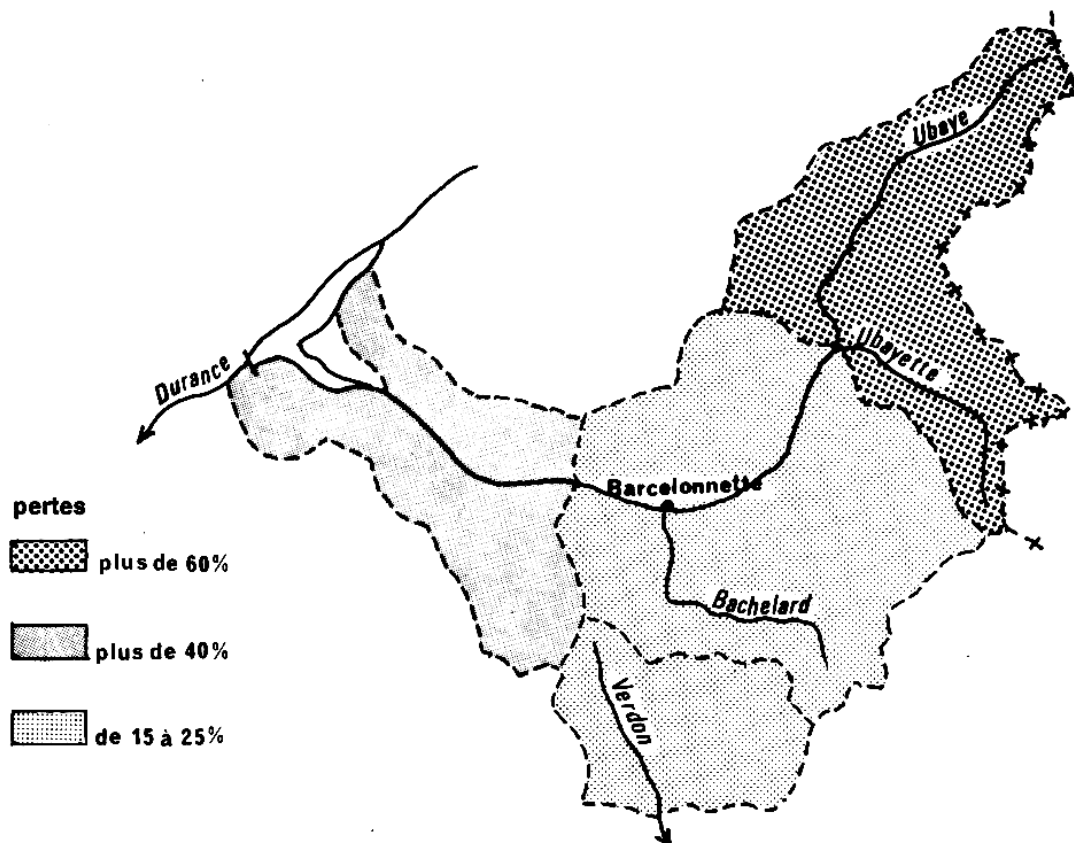 Ubaye
Ubayette
Durance
Barcelonnette
Bachelard
Verdon
pertes
plus de 60%
plus de 40%
de 15 à 25%